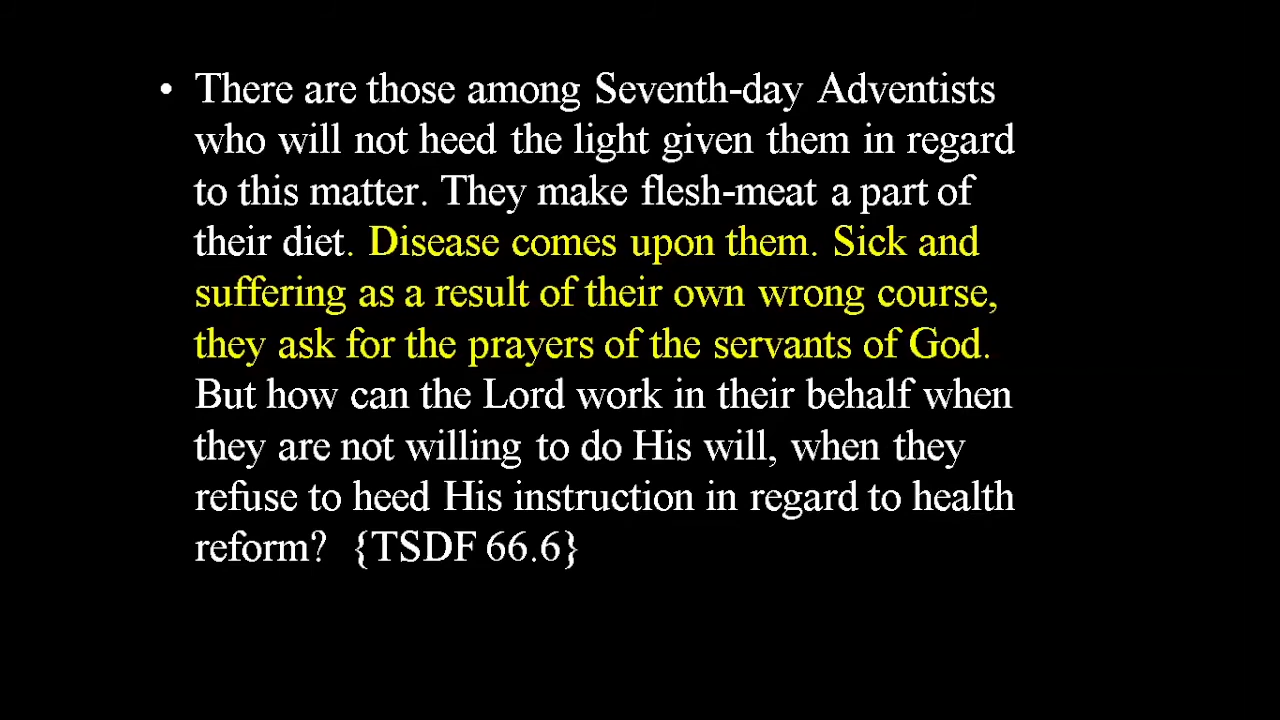 • There are those among Seventh-day Adventists
who will not heed the light given them in regard
to this matter. They make flesh-meat a part of
their diet. Disease comes upon them. Sick and
suffering as a result of their own wrong course,
they ask for the prayers of the servants of God.
But how can the Lord work in their behalf when
they are not willing to do His will, when they
refuse to heed His instruction in regard to health
reform? {TSDF 66.6}